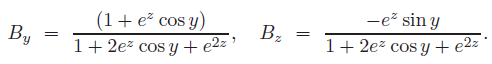 $B_y = \frac{(1 + e^z \cos y)}{1 + 2e^z \cos y + e^{2z}}, \quad B_z = \frac{-e^z \sin y}{1 + 2e^z \cos y + e^{2z}}.$